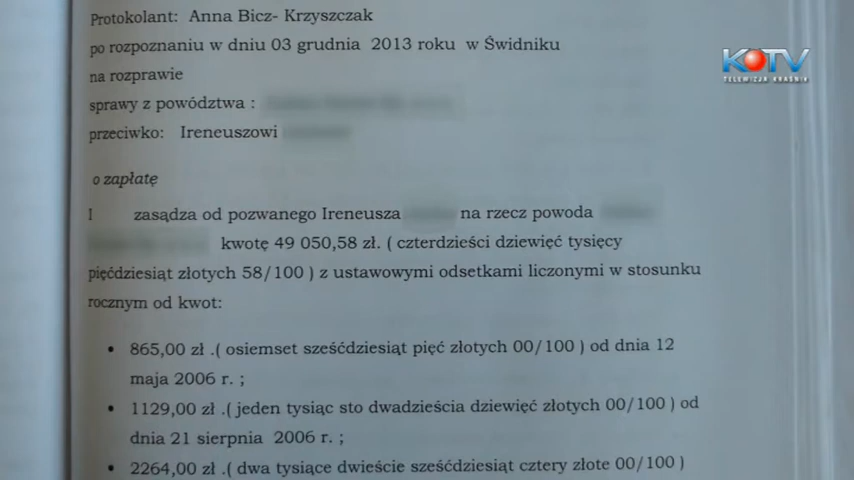 Protokolant: Anna Bicz- Krzyszczak
KOTV
TELEWIZJA KRAŚNIK
po rozpoznaniu w dniu 03 grudnia 2013 roku w Świdniku
na rozprawie
sprawy z powództwa :
przeciwko: Ireneuszowi
o zapłatę
I zasądza od pozwanego Ireneusza na rzecz powoda
kwotę 49 050,58 zł. ( czterdzieści dziewięć tysięcy
pięćdziesiąt złotych 58/100 ) z ustawowymi odsetkami liczonymi w stosunku
rocznym od kwot:
• 865,00 zł .( osiemset sześćdziesiąt pięć złotych 00/100 ) od dnia 12
maja 2006 r. ;
• 1129,00 zł .( jeden tysiąc sto dwadzieścia dziewięć złotych 00/100 ) od
dnia 21 sierpnia 2006 r. ;
• 2264,00 zł .( dwa tysiące dwieście sześćdziesiąt cztery złote 00/100 )